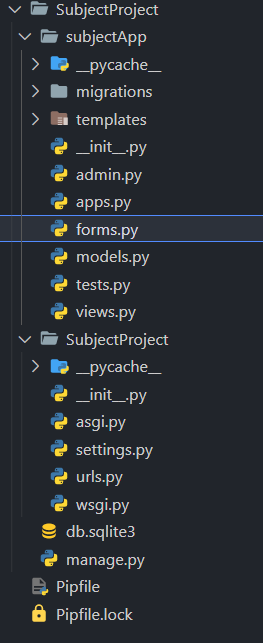 SubjectProject
subjectApp
__pycache__
migrations
templates
__init__.py
admin.py
apps.py
forms.py
models.py
tests.py
views.py
SubjectProject
__pycache__
__init__.py
asgi.py
settings.py
urls.py
wsgi.py
db.sqlite3
manage.py
Pipfile
Pipfile.lock